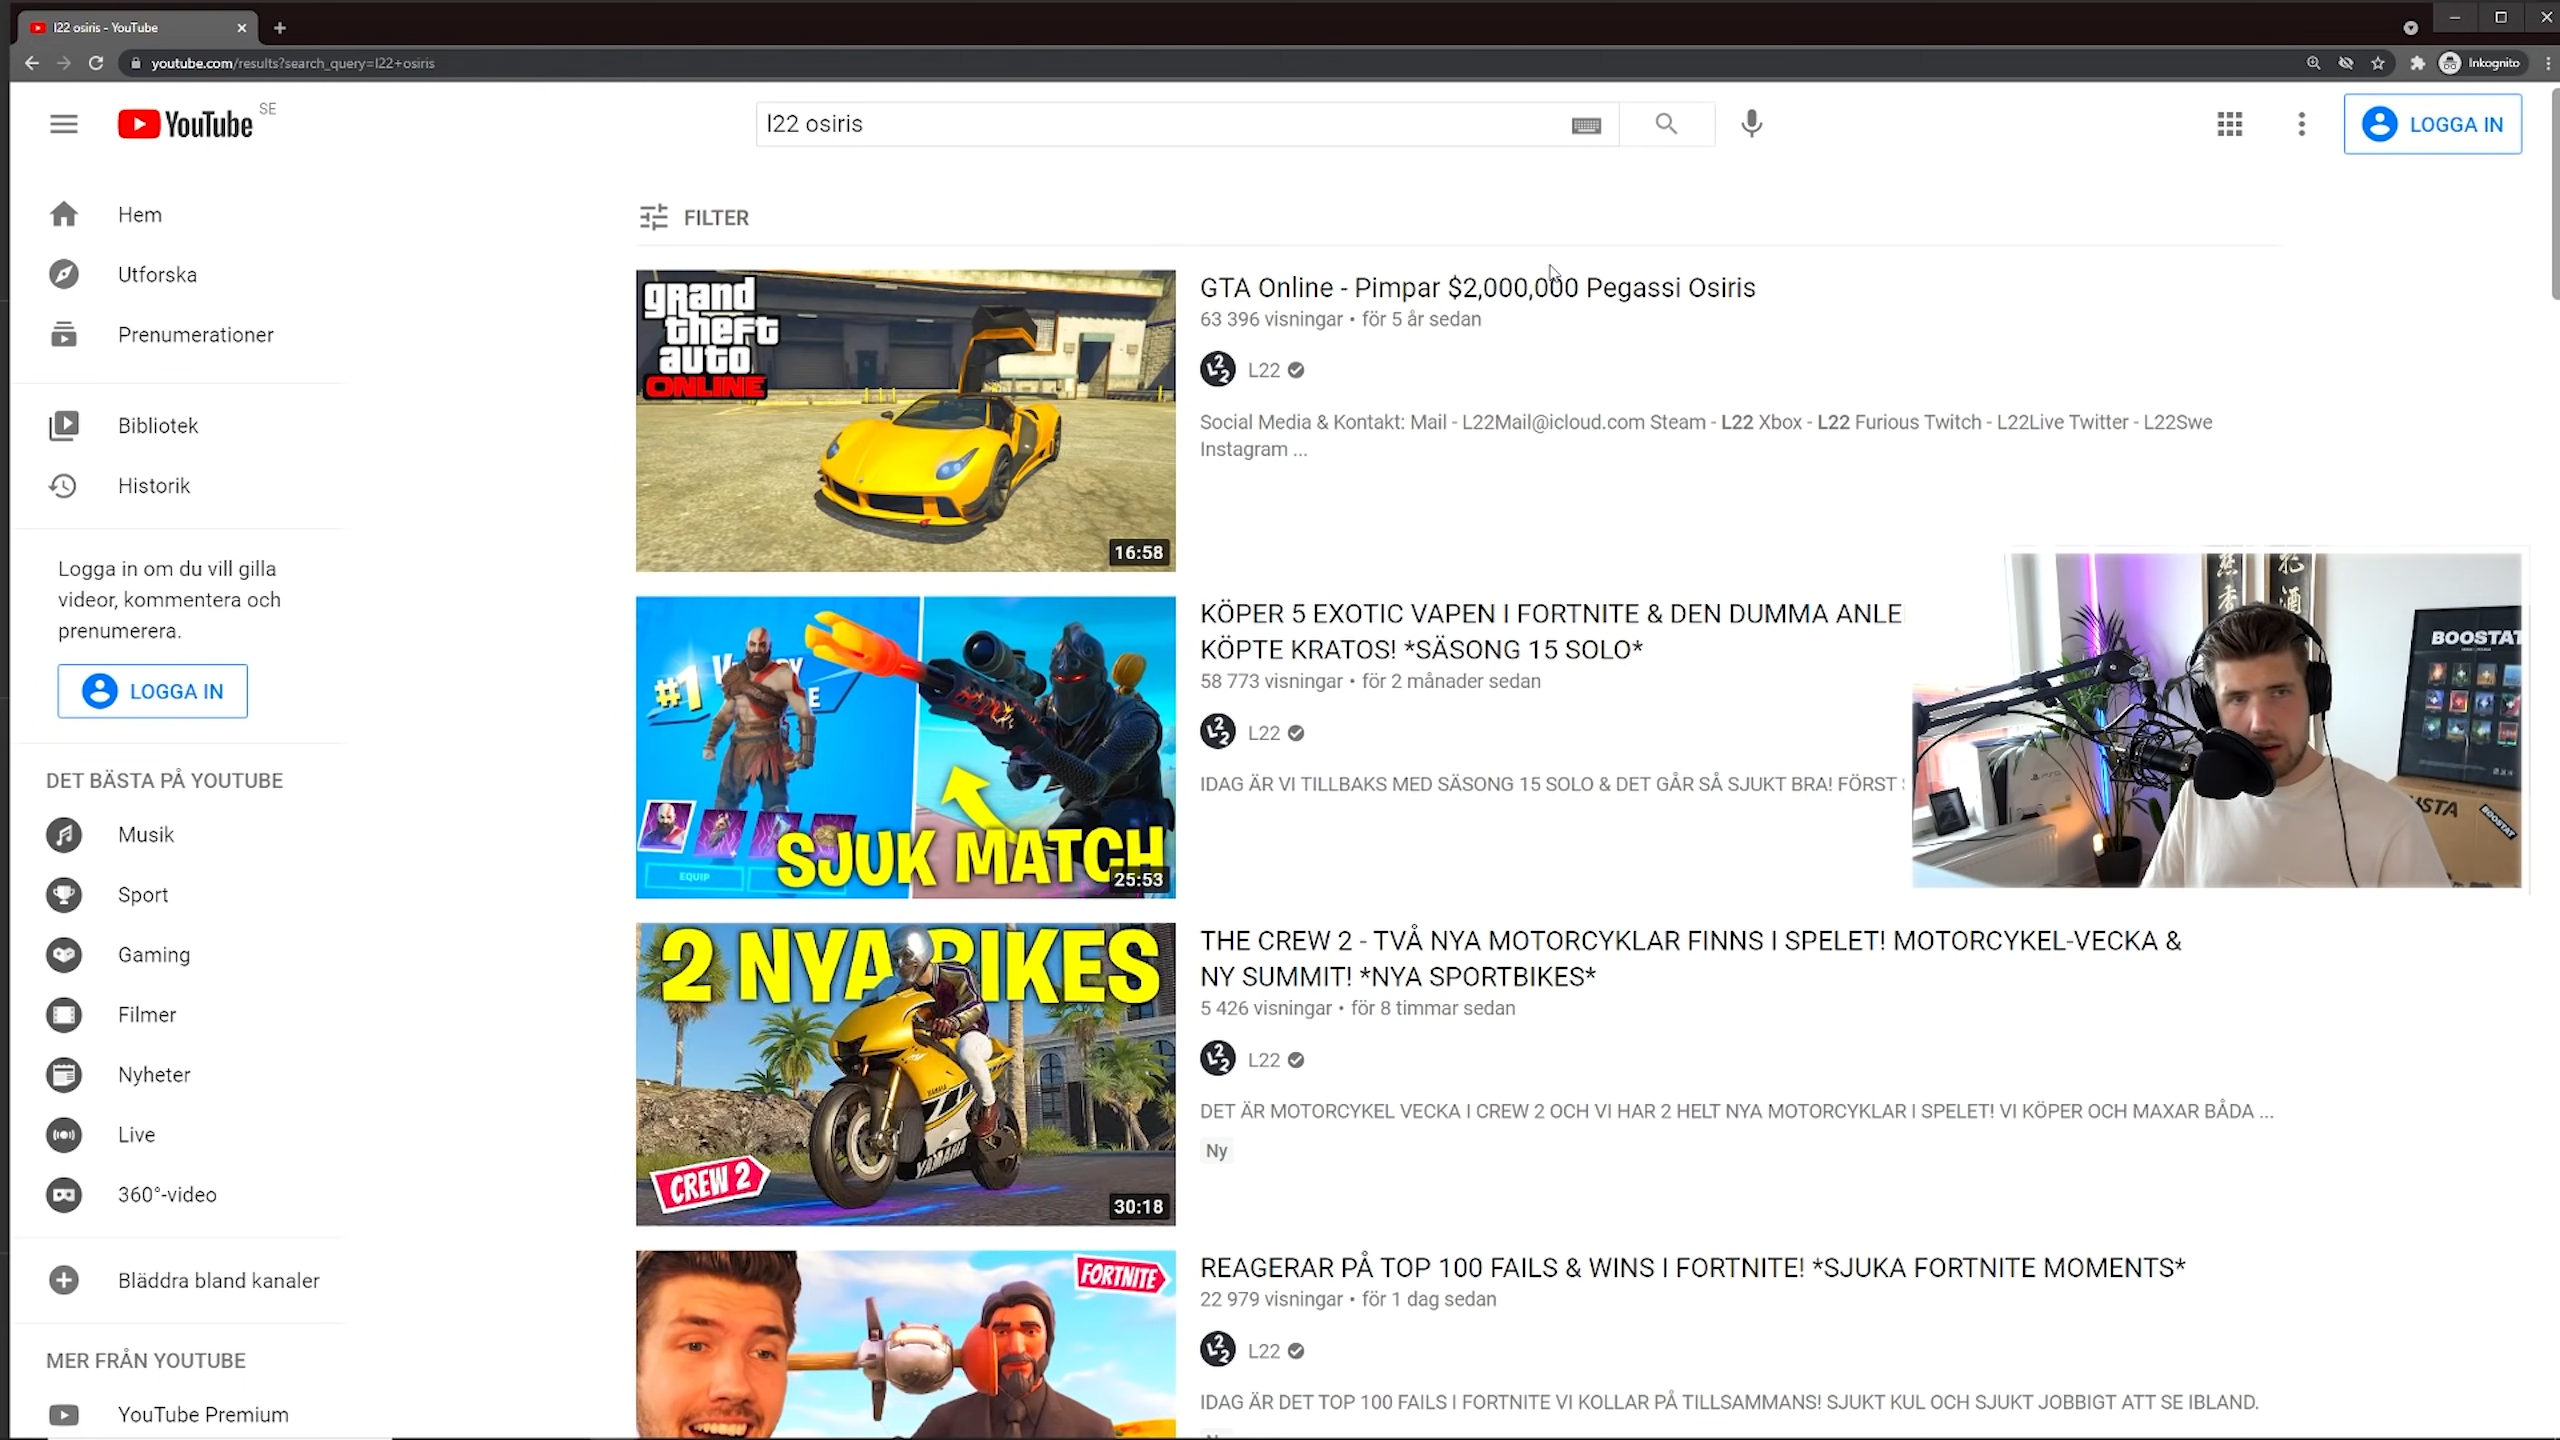 l22 osiris - YouTube
youtube.com/results?search_query=l22+osiris
Inkognito
YouTube SE
l22 osiris
LOGGA IN
Hem
Utforska
Prenumerationer
Bibliotek
Historik
Logga in om du vill gilla
videor, kommentera och
prenumerera.
LOGGA IN
DET BÄSTA PÅ YOUTUBE
Musik
Sport
Gaming
Filmer
Nyheter
Live
360°-video
Bläddra bland kanaler
MER FRÅN YOUTUBE
YouTube Premium
FILTER
grand
theft
auto
ONLINE
16:58
GTA Online - Pimpar $2,000,000 Pegassi Osiris
63 396 visningar • för 5 år sedan
L22
Social Media & Kontakt: Mail - L22Mail@icloud.com Steam - L22 Xbox - L22 Furious Twitch - L22Live Twitter - L22Swe
Instagram ...
#1
EQUIP
SJUK MATCH
25:53
KÖPER 5 EXOTIC VAPEN I FORTNITE & DEN DUMMA ANLE
KÖPTE KRATOS! *SÄSONG 15 SOLO*
58 773 visningar • för 2 månader sedan
L22
IDAG ÄR VI TILLBAKS MED SÄSONG 15 SOLO & DET GÅR SÅ SJUKT BRA! FÖRST
BOOSTAT
BOOSTAT
2 NYA BIKES
YAMAHA
CREW 2
30:18
THE CREW 2 - TVÅ NYA MOTORCYKLAR FINNS I SPELET! MOTORCYKEL-VECKA &
NY SUMMIT! *NYA SPORTBIKES*
5 426 visningar • för 8 timmar sedan
L22
DET ÄR MOTORCYKEL VECKA I CREW 2 OCH VI HAR 2 HELT NYA MOTORCYKLAR I SPELET! VI KÖPER OCH MAXAR BÅDA ...
Ny
FORTNITE
REAGERAR PÅ TOP 100 FAILS & WINS I FORTNITE! *SJUKA FORTNITE MOMENTS*
22 979 visningar • för 1 dag sedan
L22
IDAG ÄR DET TOP 100 FAILS I FORTNITE VI KOLLAR PÅ TILLSAMMANS! SJUKT KUL OCH SJUKT JOBBIGT ATT SE IBLAND.